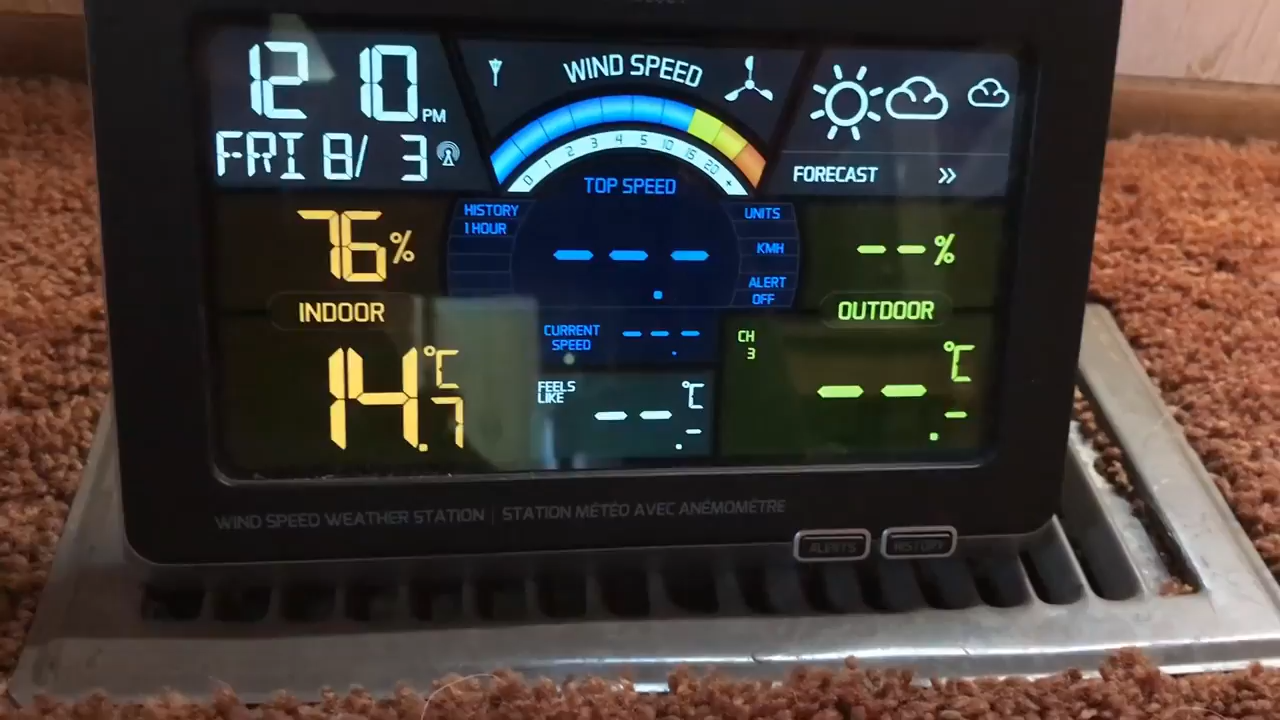 12 10 PM
FRI 8/ 3
WIND SPEED
0 1 2 3 4 5 10 15 20 +
TOP SPEED
FORECAST »
76%
INDOOR
14.7°C
HISTORY
1 HOUR
---.
UNITS
KMH
ALERT
OFF
CURRENT
SPEED
---.
FEELS
LIKE
--.-°C
--%
OUTDOOR
CH
3
--.-°C
WIND SPEED WEATHER STATION | STATION MÉTÉO AVEC ANÉMOMÈTRE
ALERTS
HISTORY